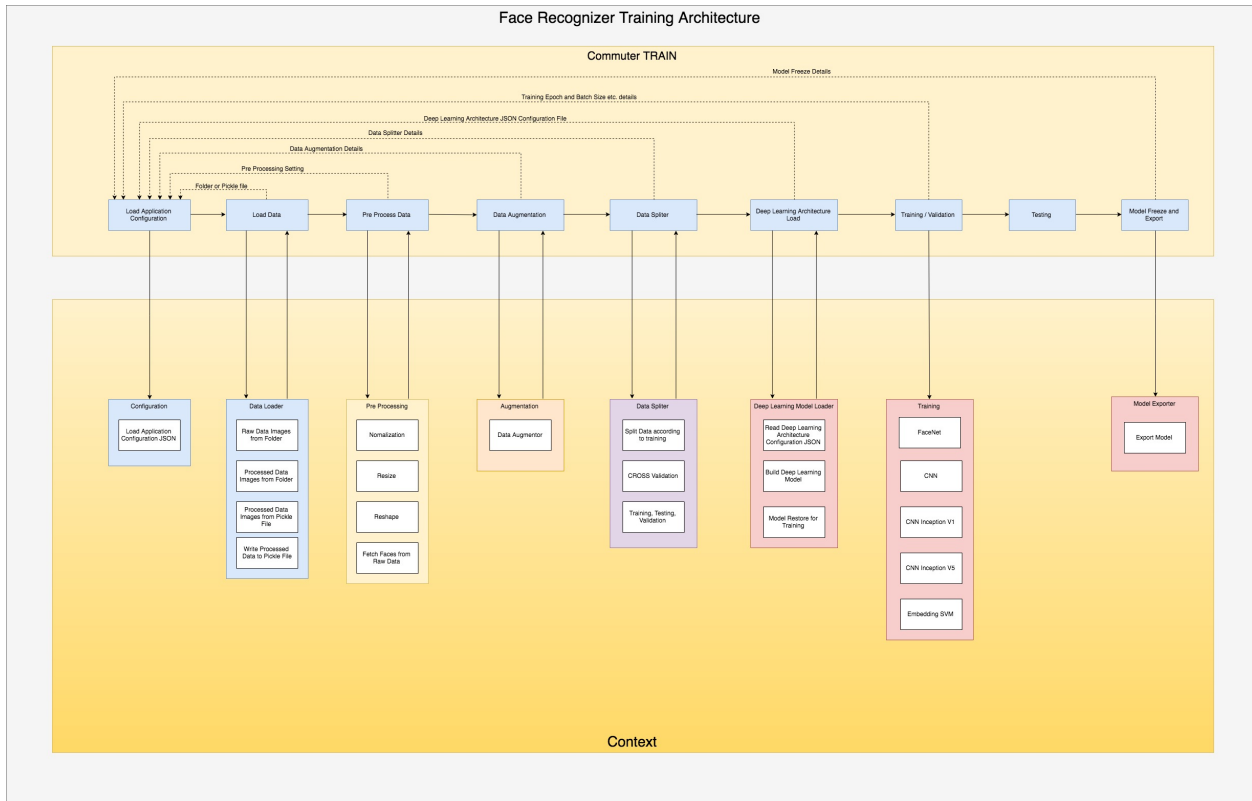 Face Recognizer Training Architecture
Commuter TRAIN
Model Freeze Details
Training Epoch and Batch Size etc. details
Deep Learning Architecture JSON Configuration File
Data Splitter Details
Data Augmentation Details
Pre Processing Setting
Folder or Pickle file
Load Application
Configuration
Load Data
Pre Process Data
Data Augmentation
Data Spliter
Deep Learning Architecture
Load
Training / Validation
Testing
Model Freeze and
Export
Configuration
Load Application
Configuration JSON
Data Loader
Raw Data Images
from Folder
Processed Data
Images from Folder
Processed Data
Images from Pickle
File
Write Processed
Data to Pickle File
Pre Processing
Nomalization
Resize
Reshape
Fetch Faces from
Raw Data
Augmentation
Data Augmentor
Data Spliter
Split Data according
to training
CROSS Validation
Training, Testing,
Validation
Deep Learning Model Loader
Read Deep Learning
Architecture
Configuration JSON
Build Deep Learning
Model
Model Restore for
Training
Training
FaceNet
CNN
CNN Inception V1
CNN Inception V5
Embedding SVM
Model Exporter
Export Model
Context